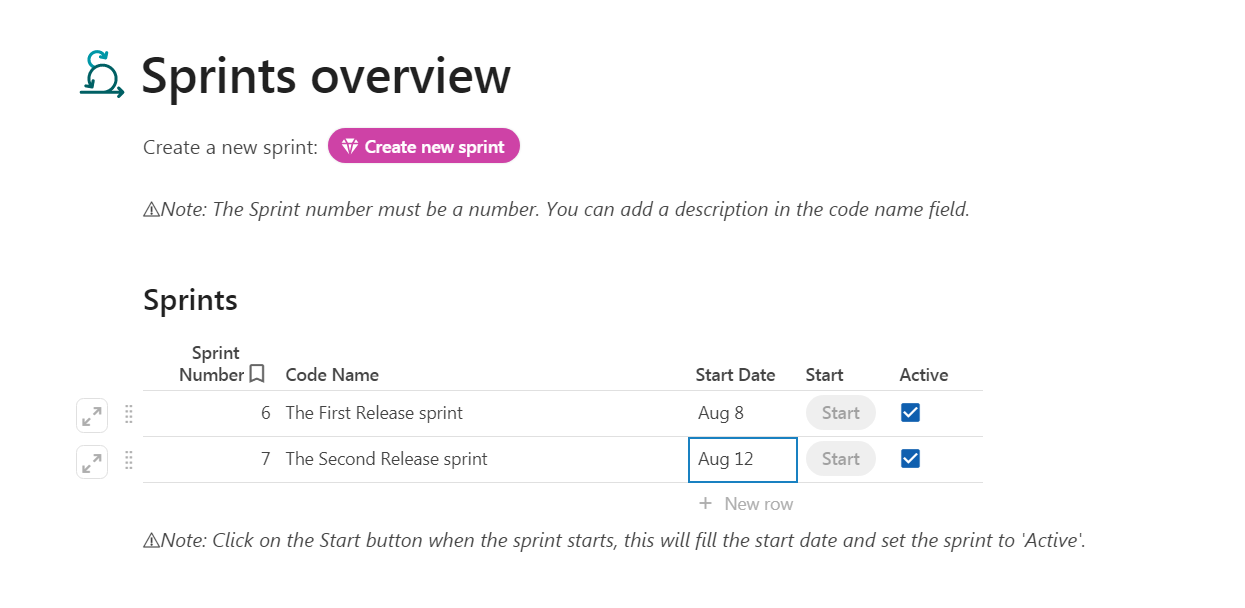 Sprints overview
Create a new sprint: Create new sprint
⚠Note: The Sprint number must be a number. You can add a description in the code name field.
Sprints
Sprint Number Code Name Start Date Start Active
6 The First Release sprint Aug 8 Start
7 The Second Release sprint Aug 12 Start
+ New row
⚠Note: Click on the Start button when the sprint starts, this will fill the start date and set the sprint to 'Active'.